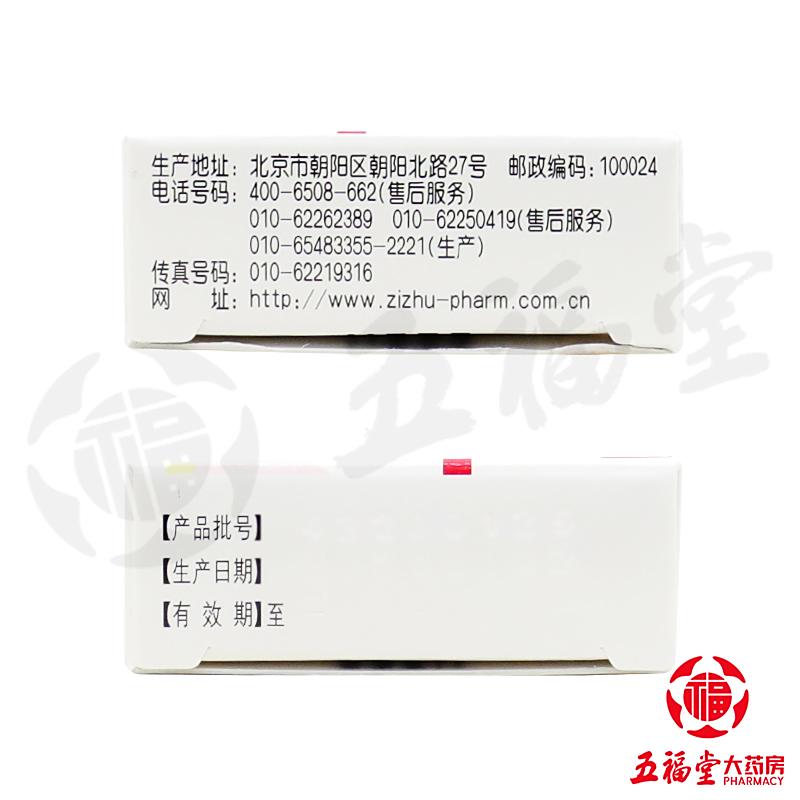 生产地址：北京市朝阳区朝阳北路27号 邮政编码：100024
电话号码：400-6508-662(售后服务)
010-62262389 010-62250419(售后服务)
010-65483355-2221(生产)
传真号码：010-62219316
网 址：http://www.zizhu-pharm.com.cn
五福堂
福
【产品批号】
【生产日期】
【有 效 期】至
福
五福堂大药房
PHARMACY